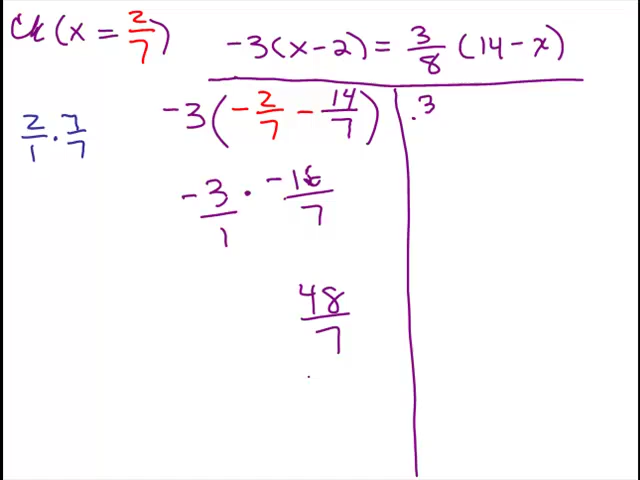 Ck (x = 2/7)
-3(x-2) = 3/8 (14-x)
-3(-2/7 - 14/7)
.3
2/1 · 7/7
-3/1 · -16/7
48/7